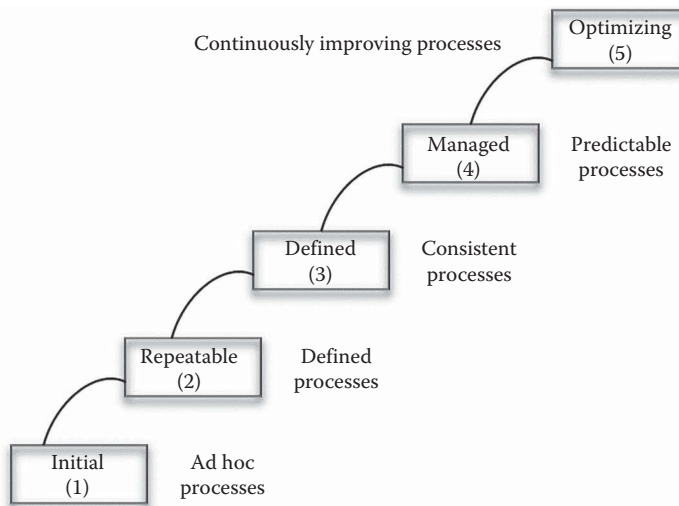 Optimizing
(5)
Continuously improving processes
Managed
(4)
Predictable
processes
Defined
(3)
Consistent
processes
Repeatable
(2)
Defined
processes
Initial
(1)
Ad hoc
processes